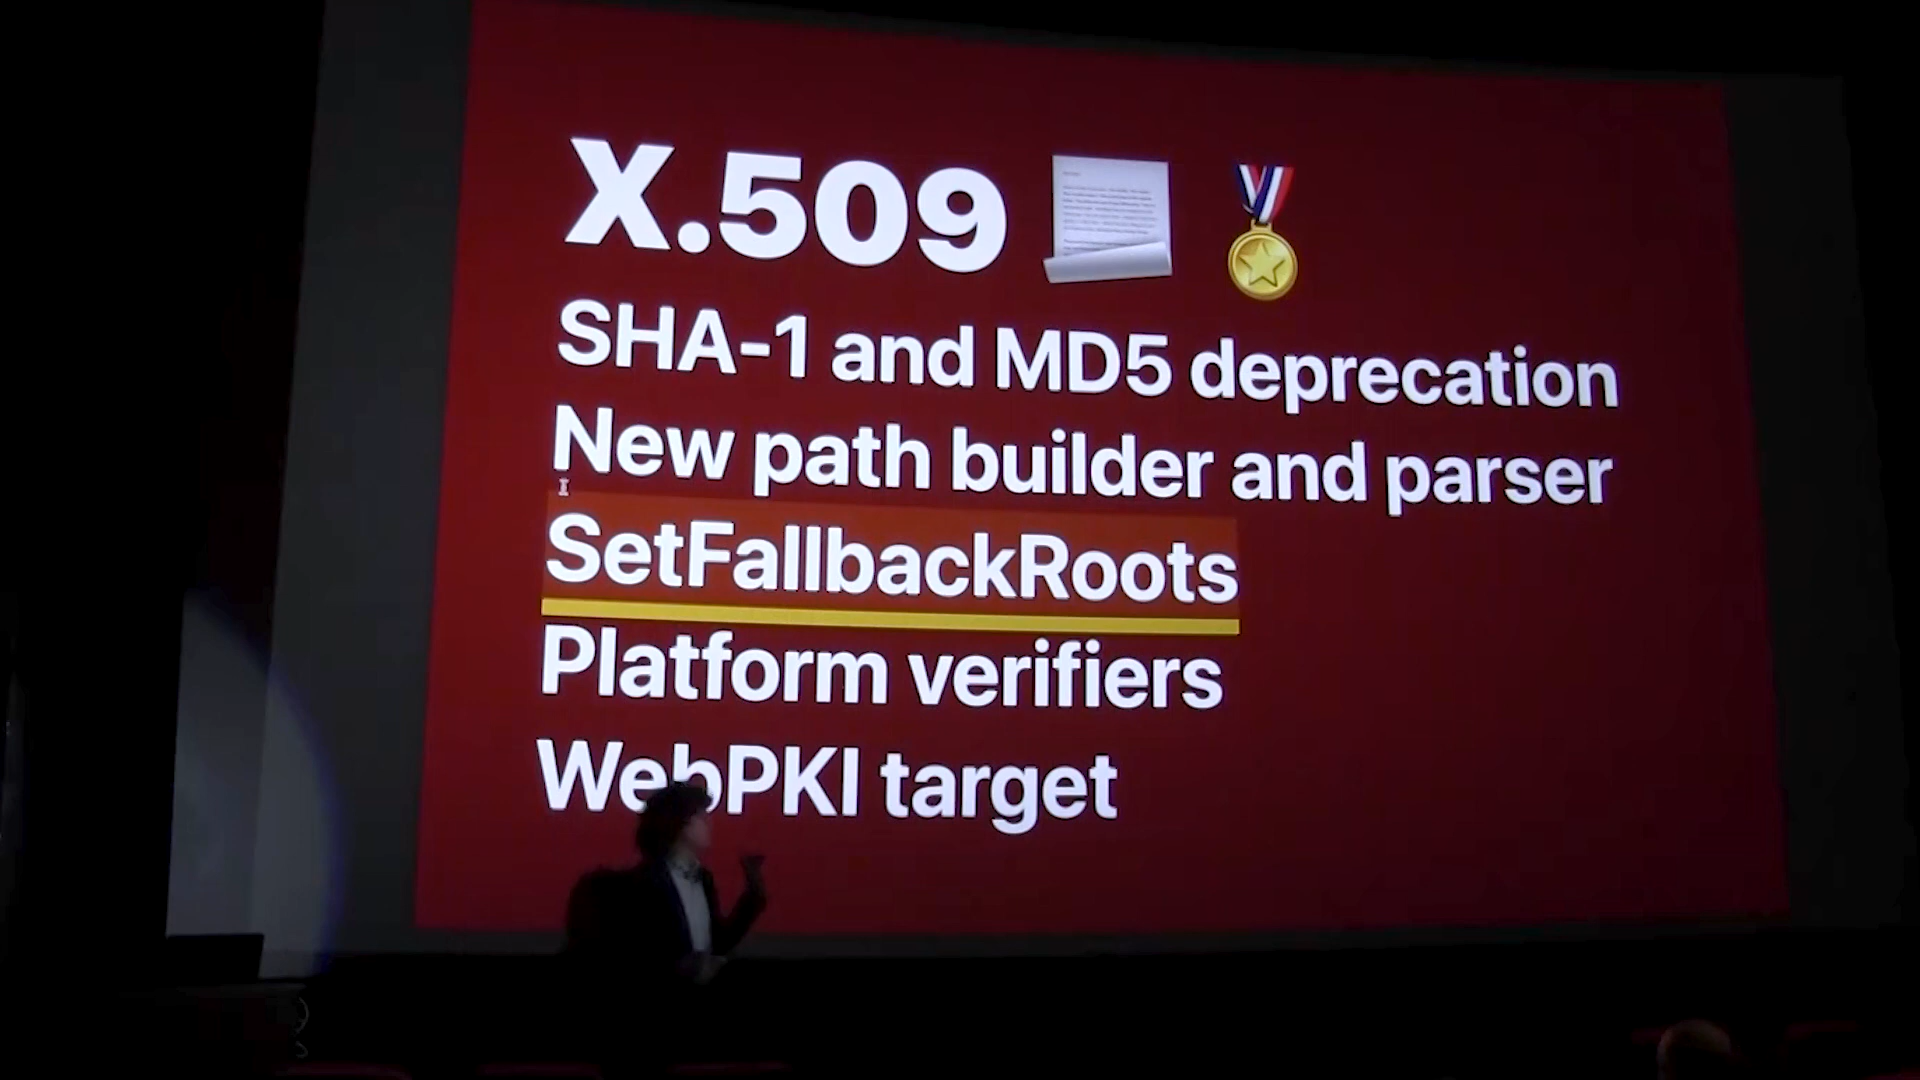 X.509
SHA-1 and MD5 deprecation
New path builder and parser
SetFallbackRoots
Platform verifiers
WebPKI target